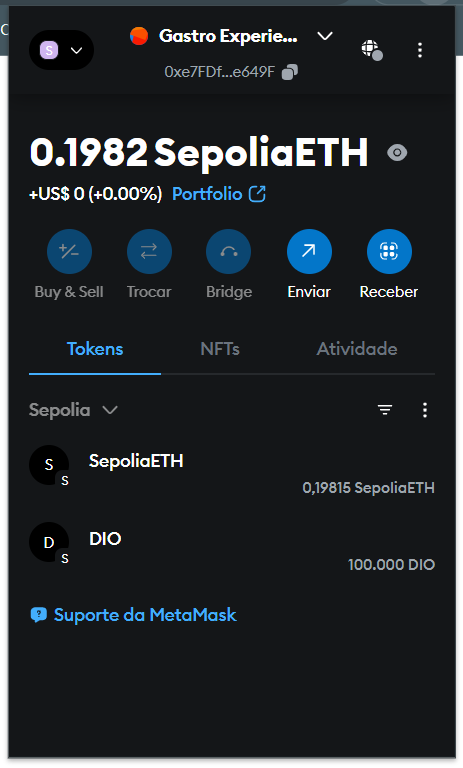 C
S
Gastro Experie...
0xe7FDf...e649F
0.1982 SepoliaETH
+US$ 0 (+0.00%) Portfolio
Buy & Sell Trocar Bridge Enviar Receber
Tokens NFTs Atividade
Sepolia
S S SepoliaETH
0,19815 SepoliaETH
D S DIO
100.000 DIO
Suporte da MetaMask